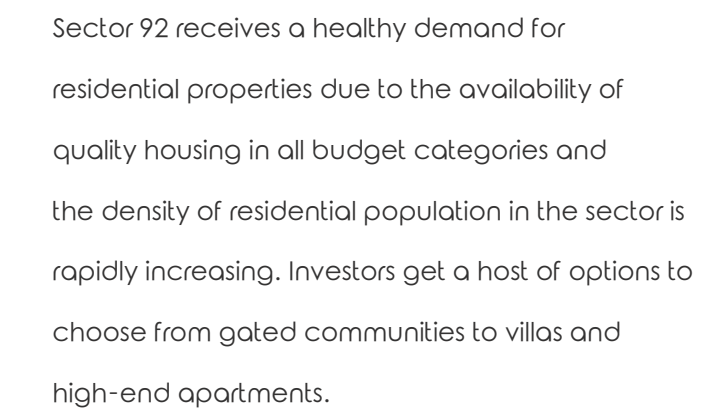 Sector 92 receives a healthy demand for
residential properties due to the availability of
quality housing in all budget categories and
the density of residential population in the sector is
rapidly increasing. Investors get a host of options to
choose from gated communities to villas and
high-end apartments.